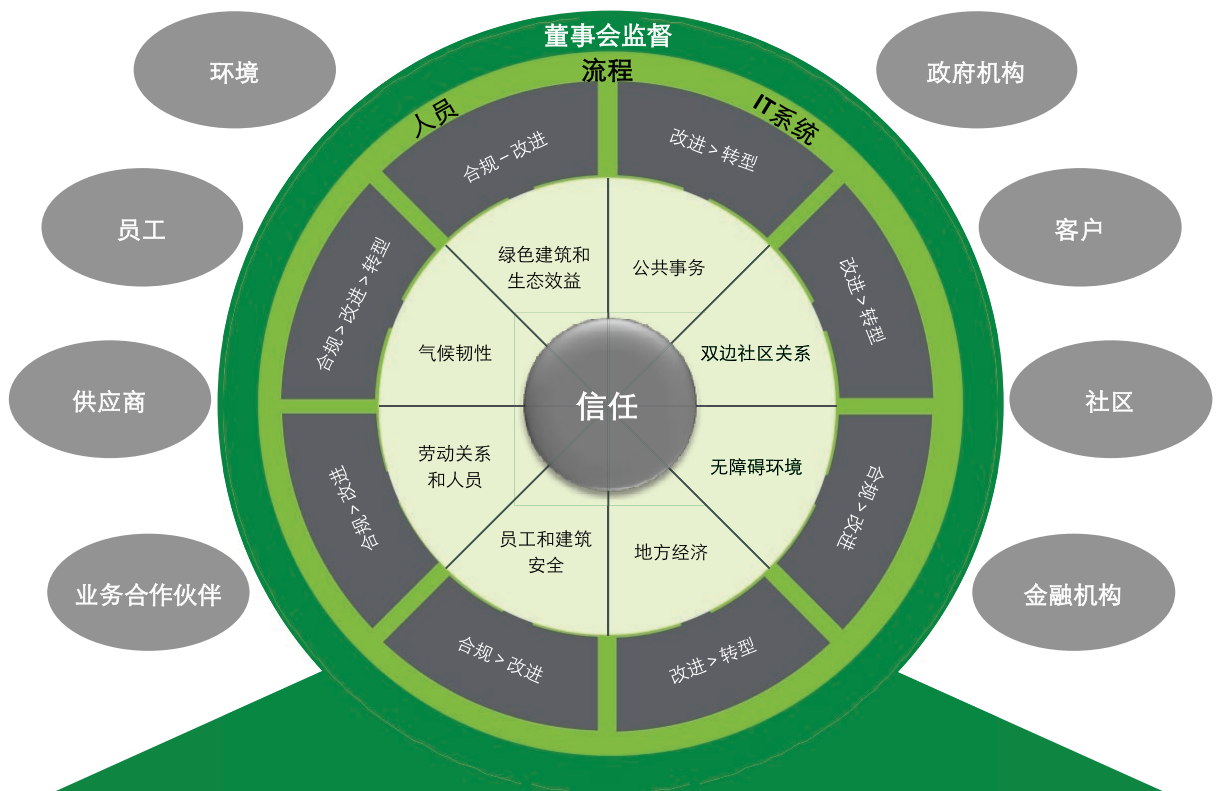 董事会监督
流程
人员
IT系统
环境
员工
供应商
业务合作伙伴
政府机构
客户
社区
金融机构
合规－改进
改进 > 转型
改进 > 转型
合规 > 改进
改进 > 转型
合规 > 改进
合规 > 改进
合规 > 改进 > 转型
绿色建筑和
生态效益
公共事务
双边社区关系
无障碍环境
地方经济
员工和建筑
安全
劳动关系
和人员
气候韧性
信任